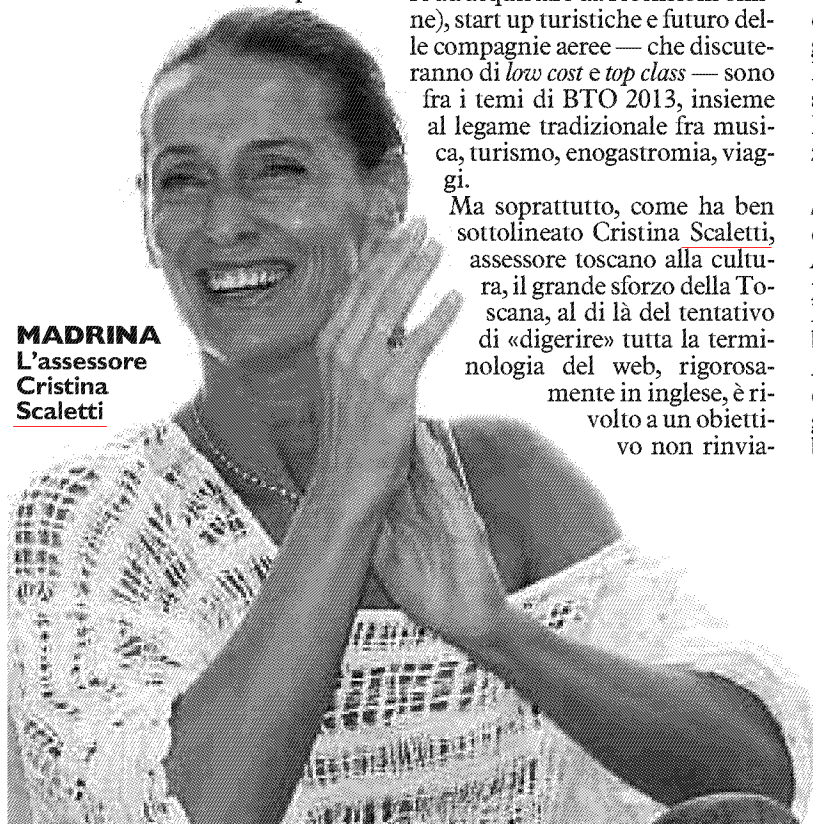 ne), start up turistiche e futuro del-
le compagnie aeree — che discute-
ranno di low cost e top class — sono
fra i temi di BTO 2013, insieme
al legame tradizionale fra musi-
ca, turismo, enogastromia, viag-
gi.
Ma soprattutto, come ha ben
sottolineato Cristina Scaletti,
assessore toscano alla cultu-
ra, il grande sforzo della To-
scana, al di là del tentativo
di «digerire» tutta la termi-
nologia del web, rigorosa-
mente in inglese, è ri-
volto a un obietti-
vo non rinvia-
MADRINA
L'assessore
Cristina
Scaletti